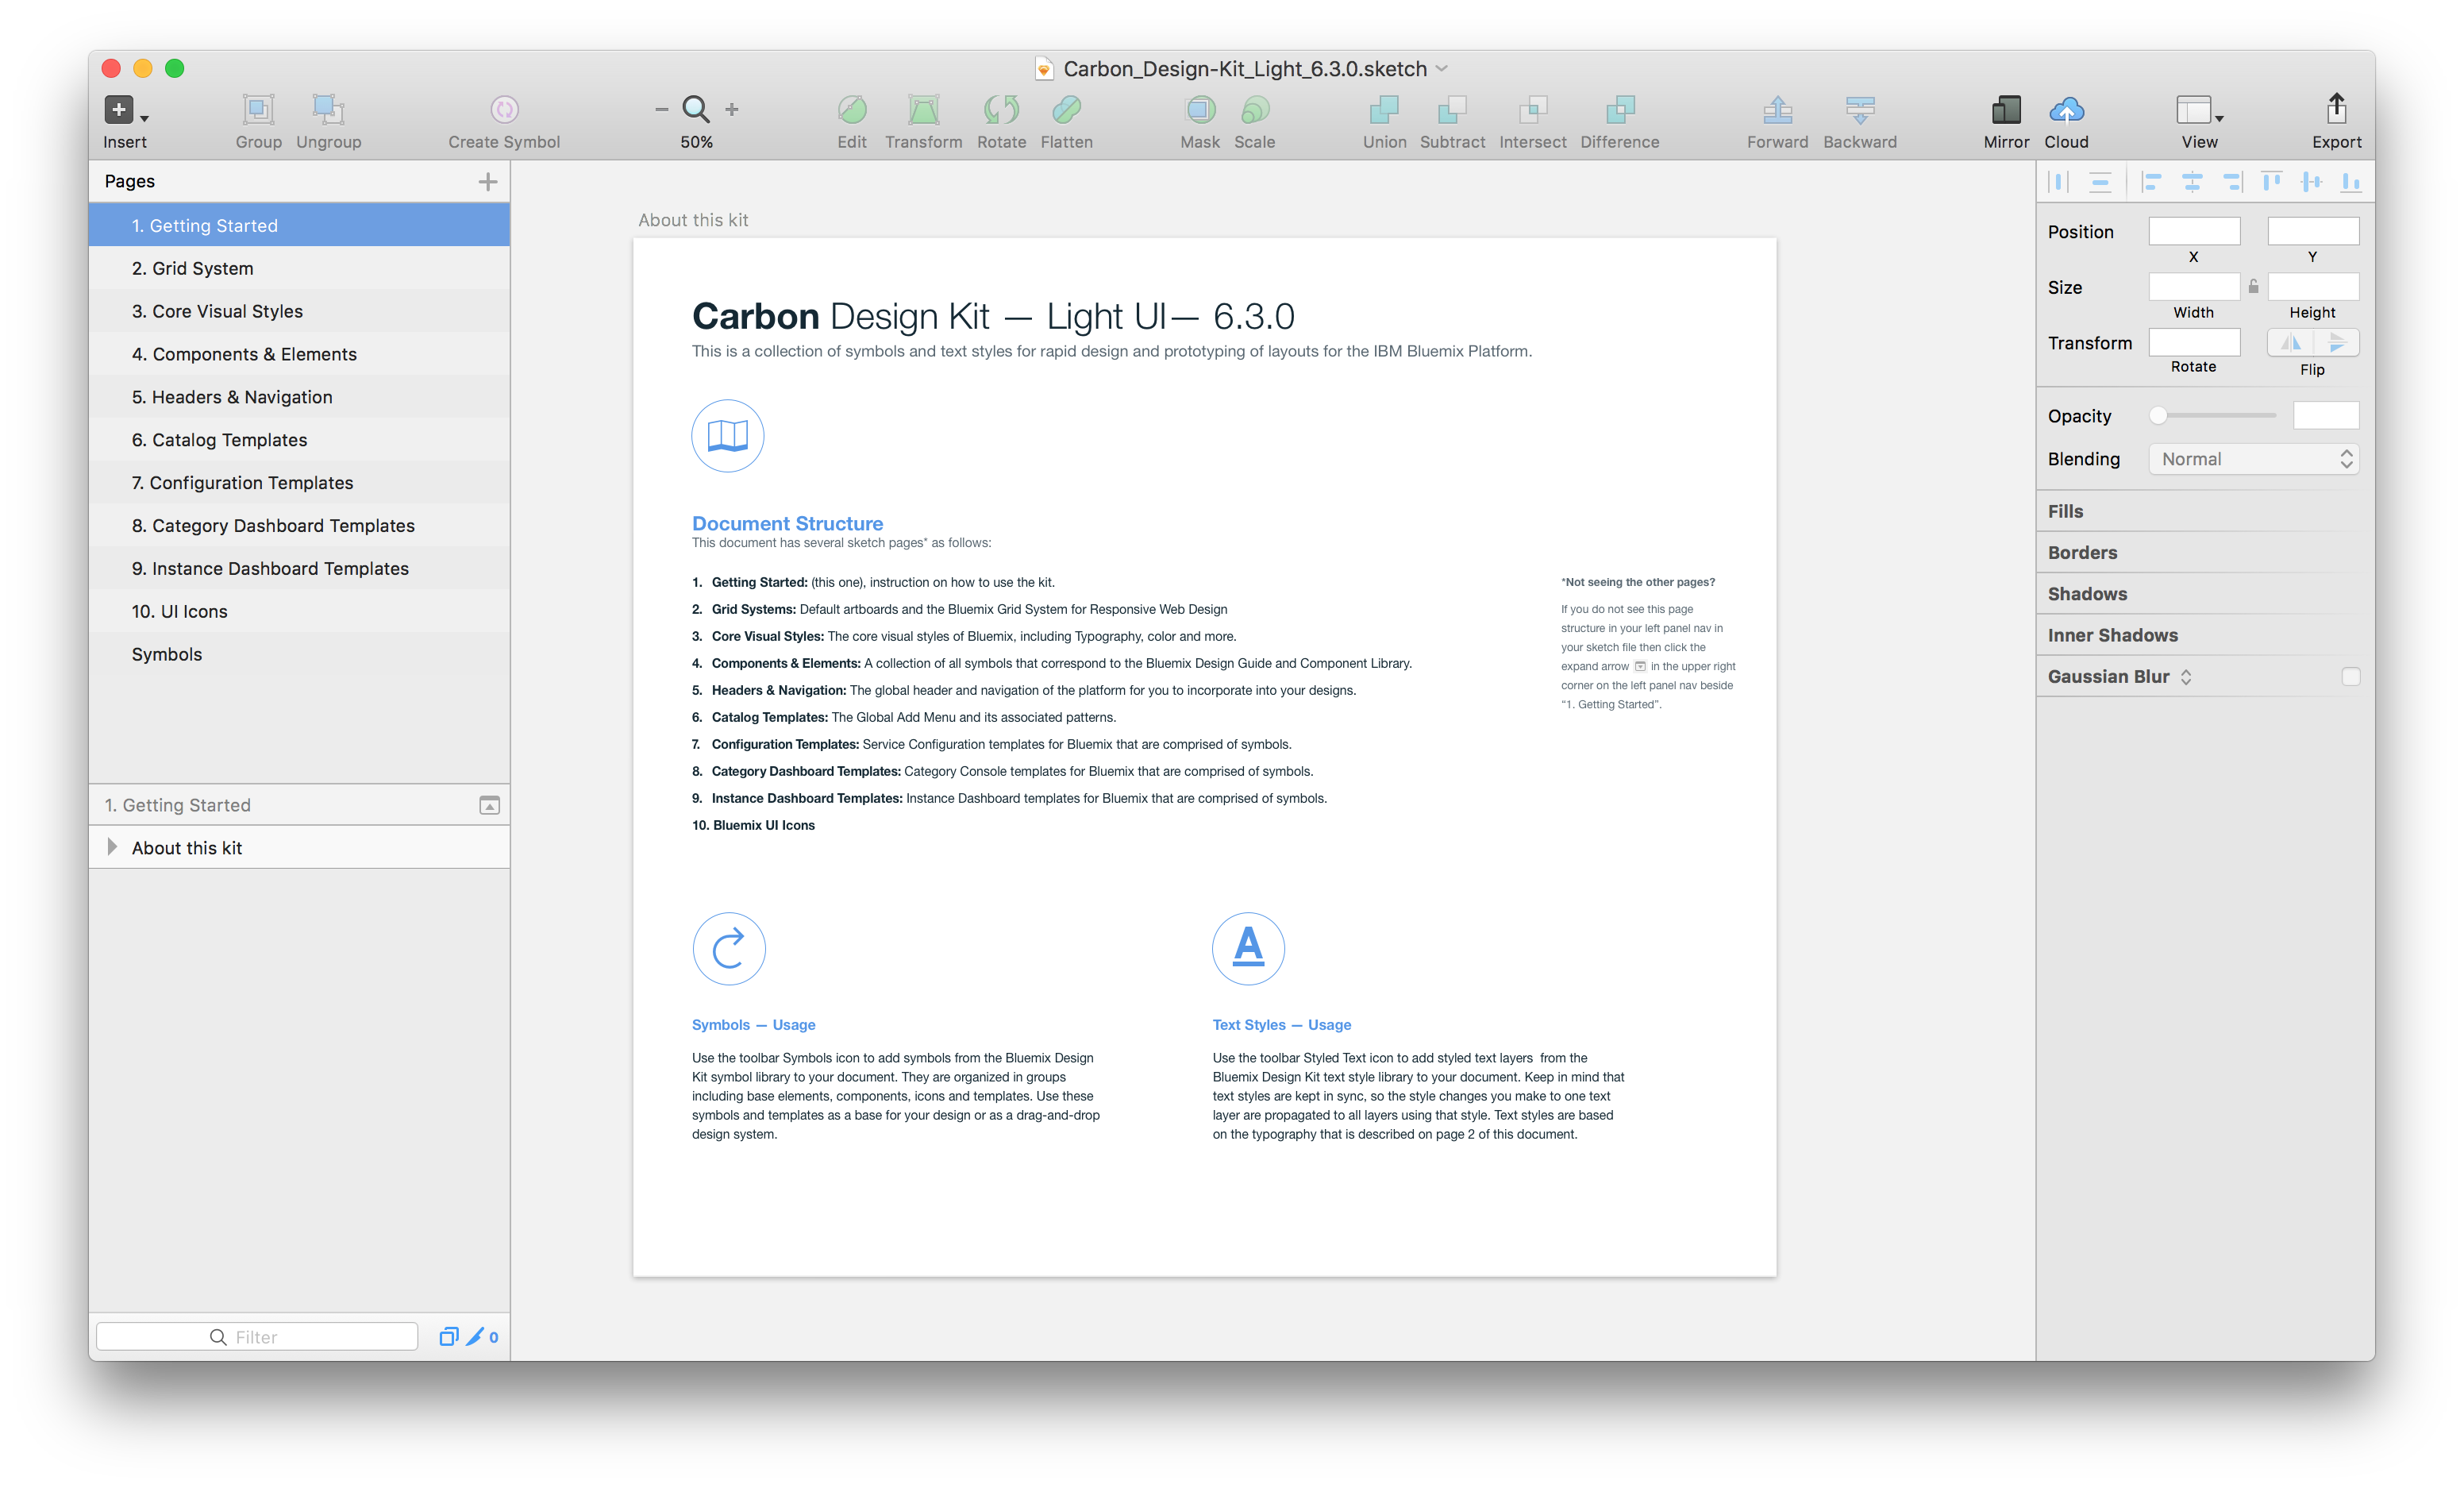 Carbon_Design-Kit_Light_6.3.0.sketch
Insert
Group
Ungroup
Create Symbol
50%
Edit
Transform
Rotate
Flatten
Mask
Scale
Union
Subtract
Intersect
Difference
Forward
Backward
Mirror
Cloud
View
Export
Pages
1. Getting Started
2. Grid System
3. Core Visual Styles
4. Components & Elements
5. Headers & Navigation
6. Catalog Templates
7. Configuration Templates
8. Category Dashboard Templates
9. Instance Dashboard Templates
10. UI Icons
Symbols
1. Getting Started
About this kit
Filter
0
About this kit
Carbon Design Kit — Light UI— 6.3.0
This is a collection of symbols and text styles for rapid design and prototyping of layouts for the IBM Bluemix Platform.
Document Structure
This document has several sketch pages* as follows:
1. Getting Started: (this one), instruction on how to use the kit.
2. Grid Systems: Default artboards and the Bluemix Grid System for Responsive Web Design
3. Core Visual Styles: The core visual styles of Bluemix, including Typography, color and more.
4. Components & Elements: A collection of all symbols that correspond to the Bluemix Design Guide and Component Library.
5. Headers & Navigation: The global header and navigation of the platform for you to incorporate into your designs.
6. Catalog Templates: The Global Add Menu and its associated patterns.
7. Configuration Templates: Service Configuration templates for Bluemix that are comprised of symbols.
8. Category Dashboard Templates: Category Console templates for Bluemix that are comprised of symbols.
9. Instance Dashboard Templates: Instance Dashboard templates for Bluemix that are comprised of symbols.
10. Bluemix UI Icons
*Not seeing the other pages?
If you do not see this page
structure in your left panel nav in
your sketch file then click the
expand arrow in the upper right
corner on the left panel nav beside
“1. Getting Started”.
A
Symbols — Usage
Use the toolbar Symbols icon to add symbols from the Bluemix Design
Kit symbol library to your document. They are organized in groups
including base elements, components, icons and templates. Use these
symbols and templates as a base for your design or as a drag-and-drop
design system.
Text Styles — Usage
Use the toolbar Styled Text icon to add styled text layers  from the
Bluemix Design Kit text style library to your document. Keep in mind that
text styles are kept in sync, so the style changes you make to one text
layer are propagated to all layers using that style. Text styles are based
on the typography that is described on page 2 of this document.
Position
X
Y
Size
Width
Height
Transform
Rotate
Flip
Opacity
Blending
Normal
Fills
Borders
Shadows
Inner Shadows
Gaussian Blur